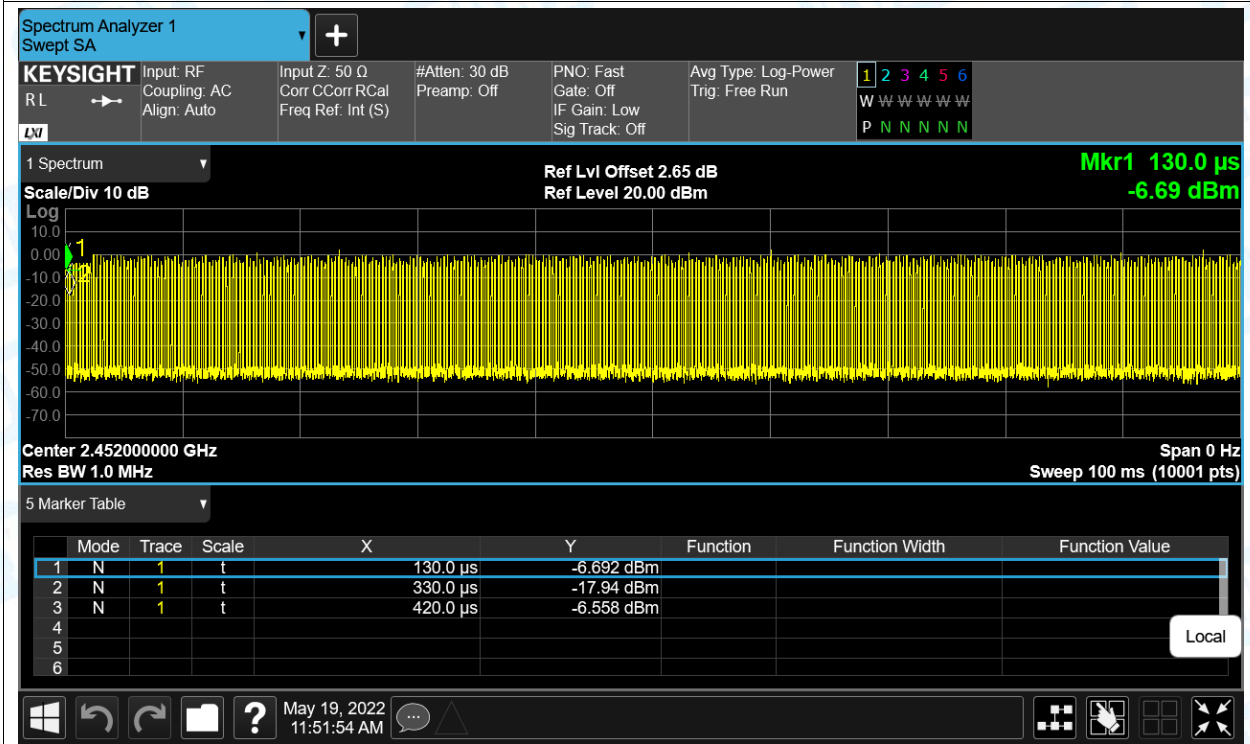 Spectrum Analyzer 1
Swept SA
+
KEYSIGHT Input: RF Input Z: 50 Ω #Atten: 30 dB PNO: Fast Avg Type: Log-Power 1 2 3 4 5 6
R L Coupling: AC Corr CCorr RCal Preamp: Off Gate: Off Trig: Free Run
Align: Auto Freq Ref: Int (S) IF Gain: Low W W W W W W
LXI Sig Track: Off P N N N N N
1 Spectrum
Ref Lvl Offset 2.65 dB Mkr1 130.0 µs
Scale/Div 10 dB Ref Level 20.00 dBm -6.69 dBm
Log
10.0
0.00 1
-10.0 2
-20.0
-30.0
-40.0
-50.0
-60.0
-70.0
Center 2.452000000 GHz Span 0 Hz
Res BW 1.0 MHz Sweep 100 ms (10001 pts)
5 Marker Table
Mode Trace Scale X Y Function Function Width Function Value
1 N 1 t 130.0 µs -6.692 dBm
2 N 1 t 330.0 µs -17.94 dBm
3 N 1 t 420.0 µs -6.558 dBm
4
5
6
Local
? May 19, 2022
11:51:54 AM